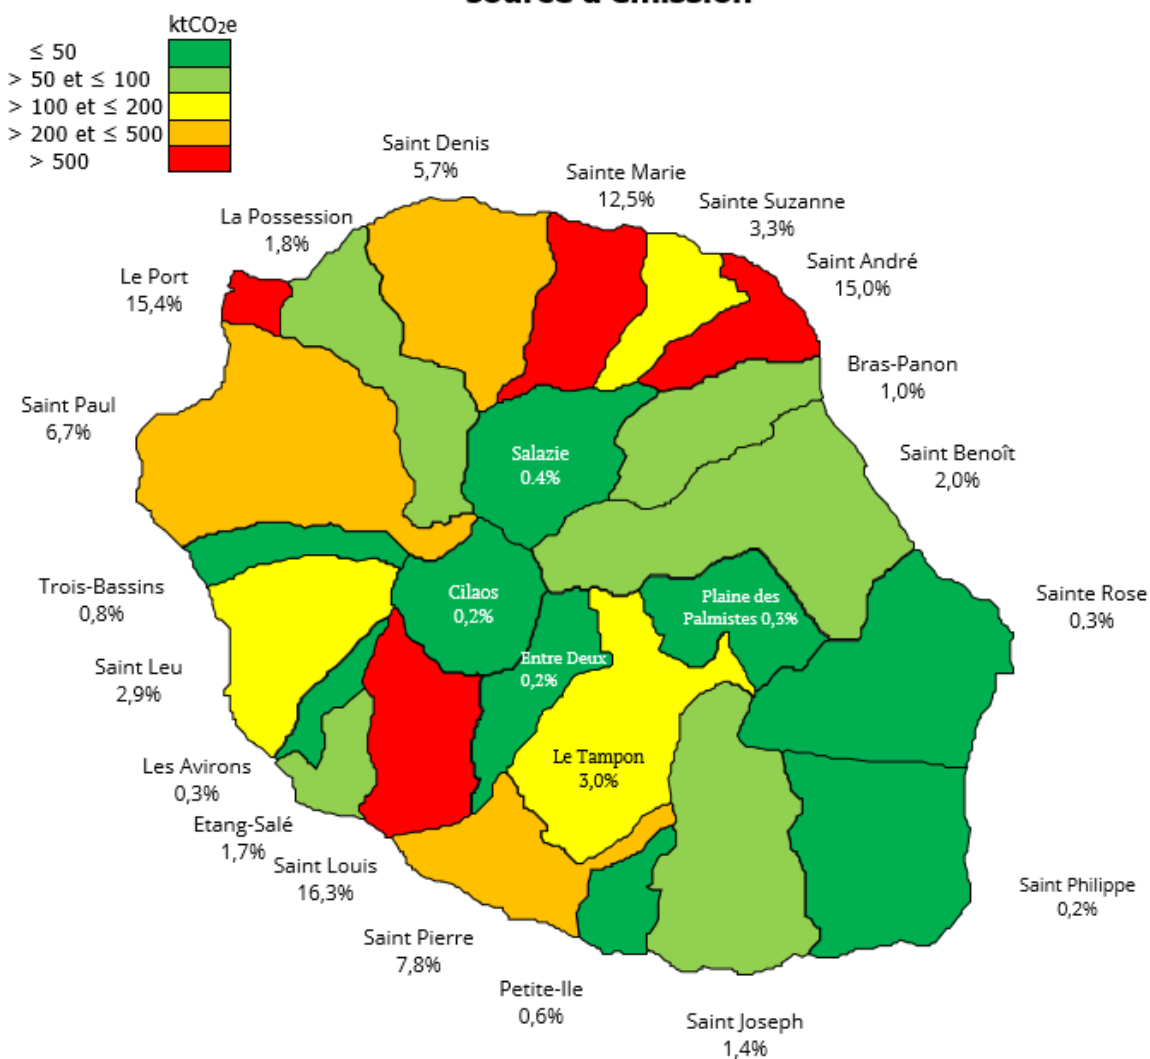 source d'émission
ktCO₂e
≤ 50
> 50 et ≤ 100
> 100 et ≤ 200
> 200 et ≤ 500
> 500
Saint Denis
5,7%
Sainte Marie
12,5%
Sainte Suzanne
3,3%
La Possession
1,8%
Saint André
15,0%
Le Port
15,4%
Bras-Panon
1,0%
Saint Paul
6,7%
Salazie
0.4%
Saint Benoît
2,0%
Trois-Bassins
0,8%
Cilaos
0,2%
Plaine des
Palmistes 0,3%
Sainte Rose
0.3%
Entre Deux
0,2%
Saint Leu
2,9%
Le Tampon
3,0%
Les Avirons
0,3%
Etang-Salé
1,7%
Saint Louis
16,3%
Saint Philippe
0,2%
Saint Pierre
7,8%
Petite-Ile
0,6%
Saint Joseph
1,4%